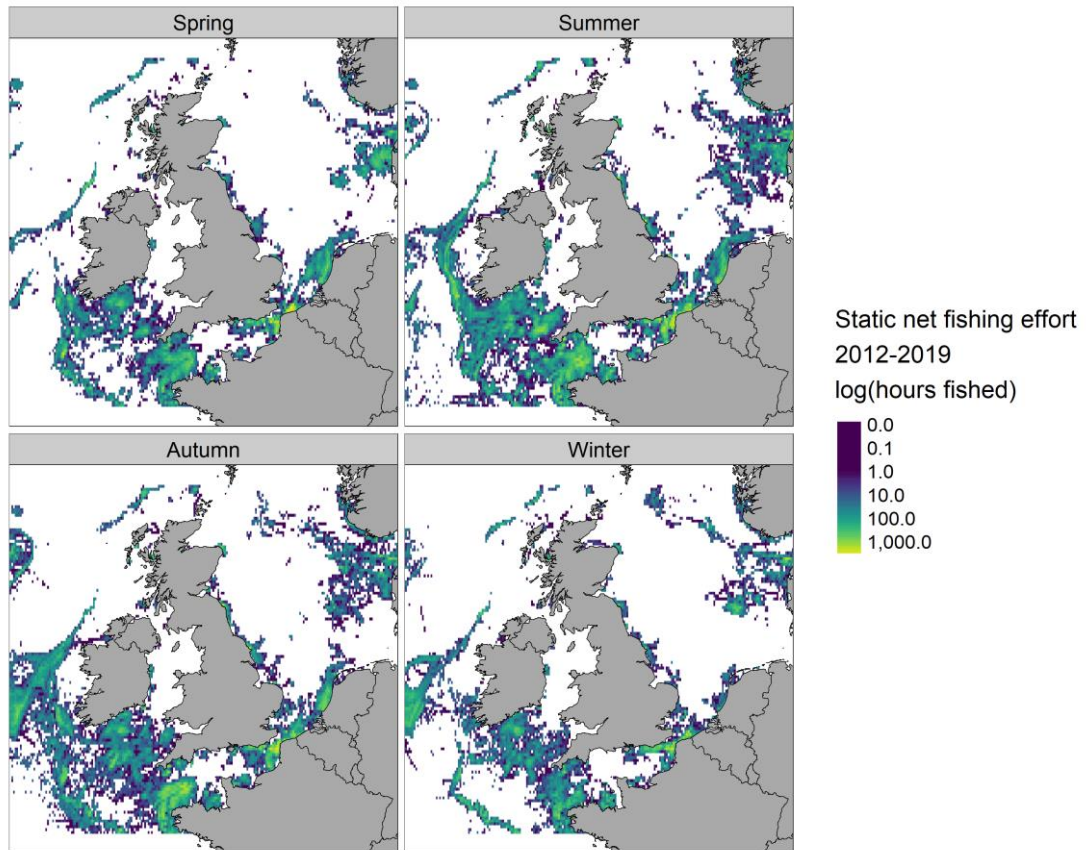 Spring
Summer
Autumn
Winter
Static net fishing effort
2012-2019
log(hours fished)
0.0
0.1
1.0
10.0
100.0
1,000.0